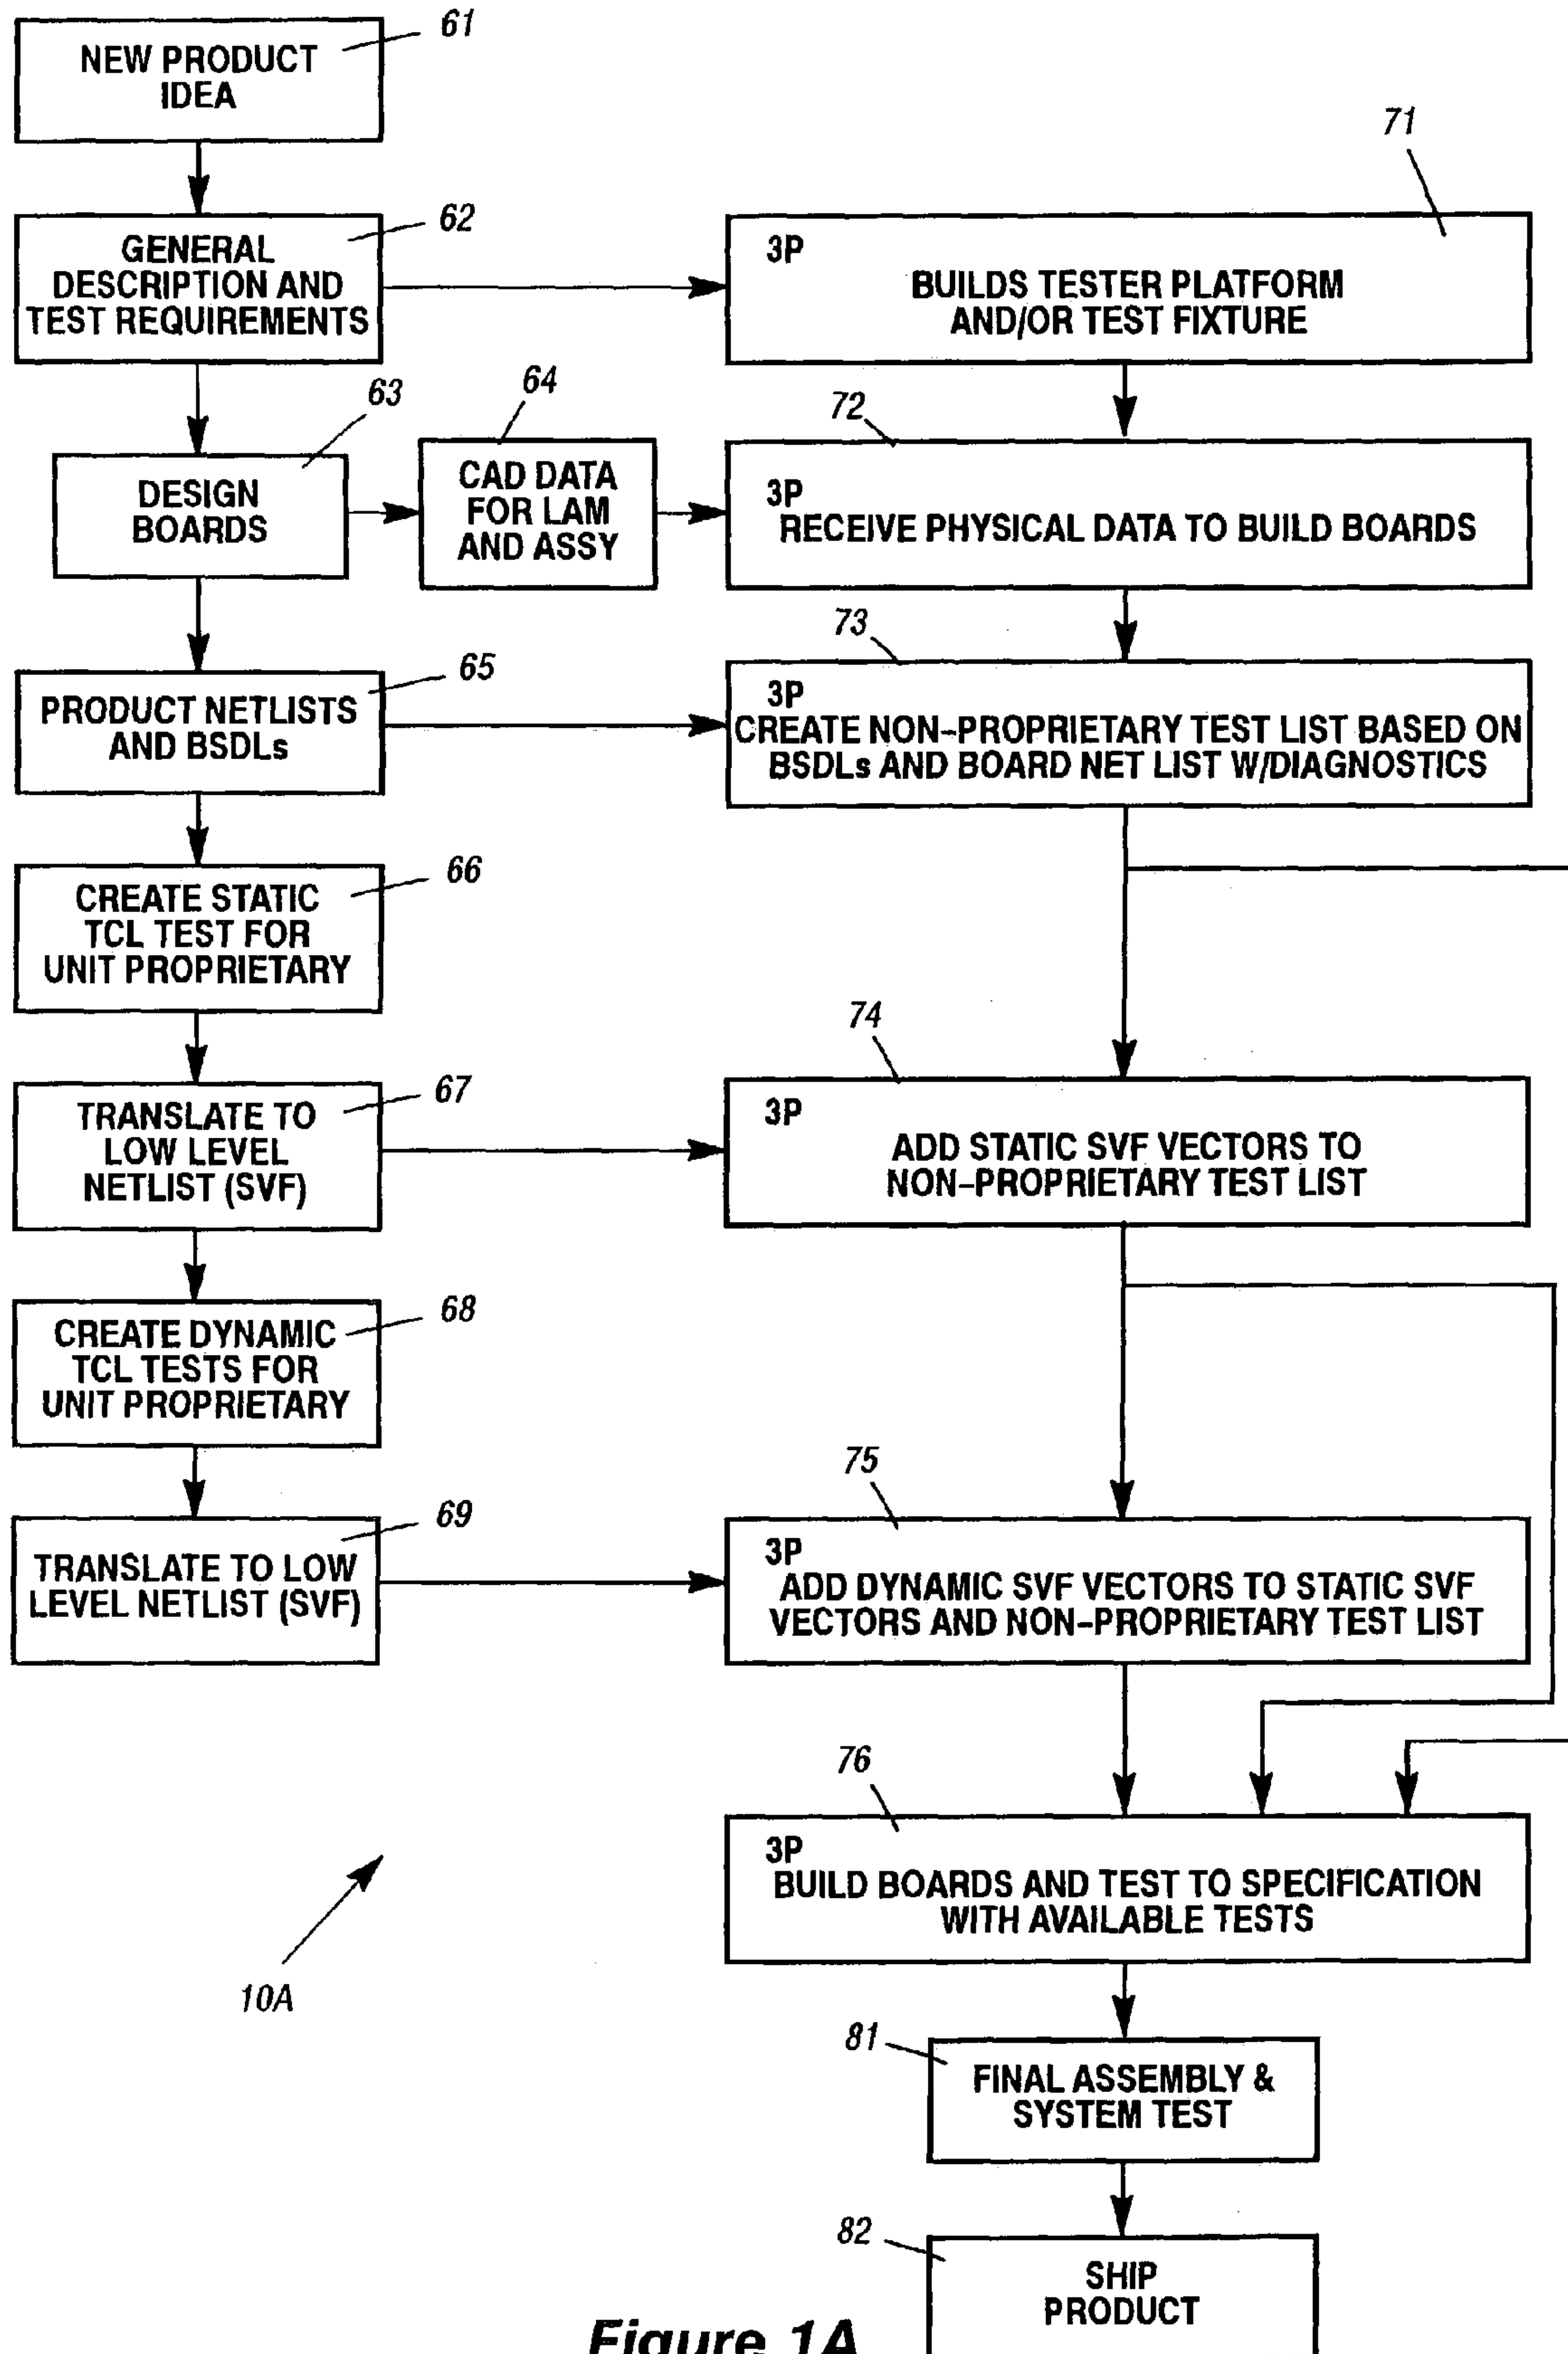 61
NEW PRODUCT
IDEA
71
62
GENERAL
DESCRIPTION AND
TEST REQUIREMENTS
3P
BUILDS TESTER PLATFORM
AND/OR TEST FIXTURE
63
64
72
DESIGN
BOARDS
CAD DATA
FOR LAM
AND ASSY
3P
RECEIVE PHYSICAL DATA TO BUILD BOARDS
73
65
PRODUCT NETLISTS
AND BSDLs
3P
CREATE NON-PROPRIETARY TEST LIST BASED ON
BSDLs AND BOARD NET LIST W/DIAGNOSTICS
66
CREATE STATIC
TCL TEST FOR
UNIT PROPRIETARY
74
67
TRANSLATE TO
LOW LEVEL
NETLIST (SVF)
3P
ADD STATIC SVF VECTORS TO
NON-PROPRIETARY TEST LIST
68
CREATE DYNAMIC
TCL TESTS FOR
UNIT PROPRIETARY
75
69
TRANSLATE TO LOW
LEVEL NETLIST (SVF)
3P
ADD DYNAMIC SVF VECTORS TO STATIC SVF
VECTORS AND NON-PROPRIETARY TEST LIST
76
3P
BUILD BOARDS AND TEST TO SPECIFICATION
WITH AVAILABLE TESTS
10A
81
FINAL ASSEMBLY &
SYSTEM TEST
82
SHIP
PRODUCT
Figure 1A